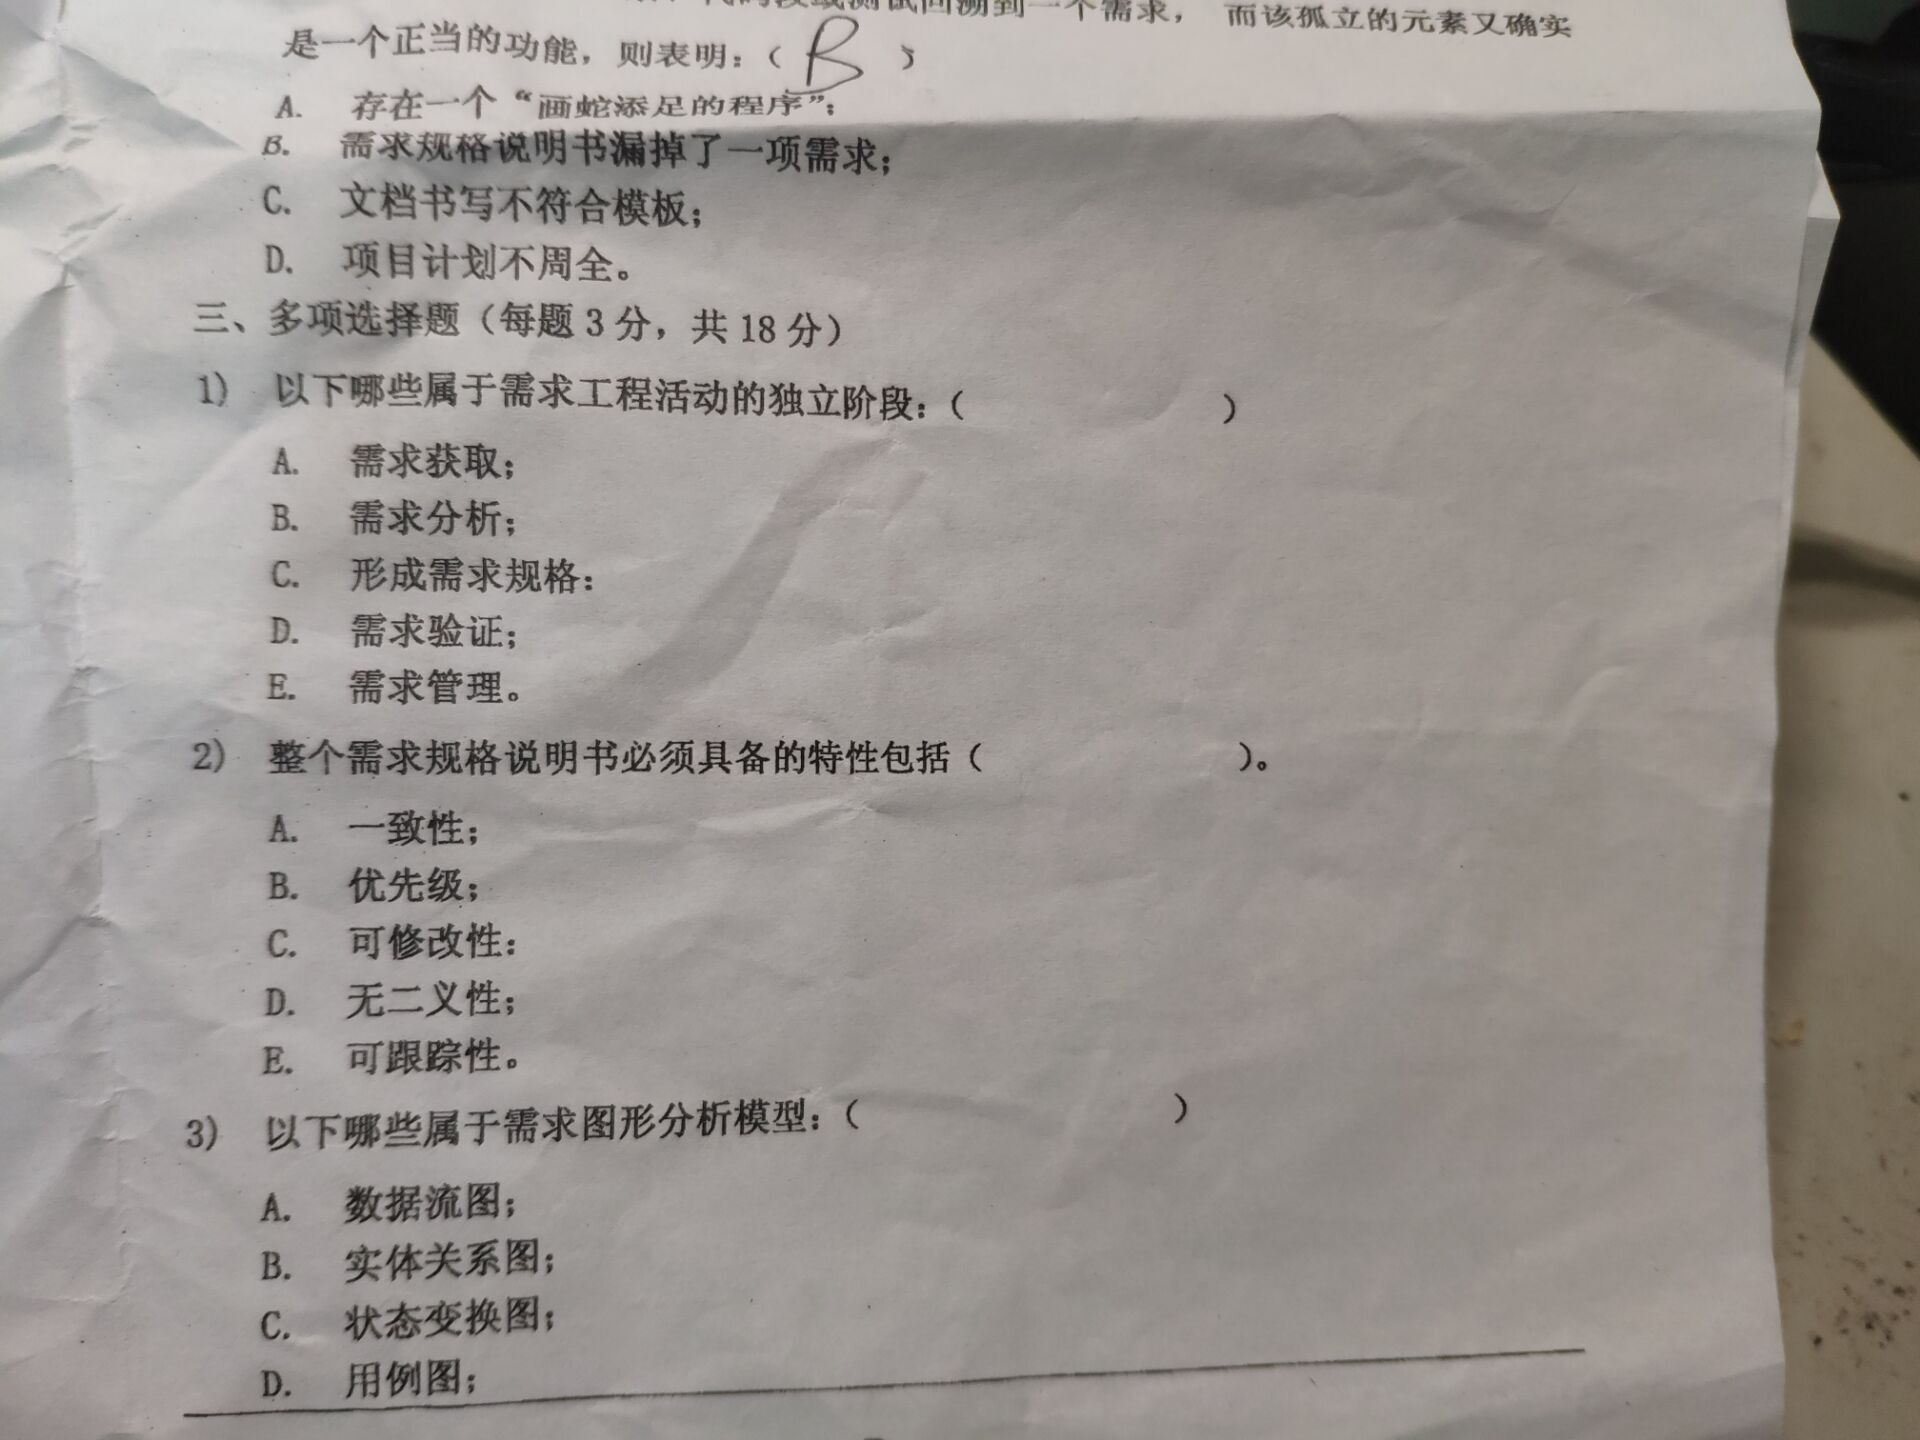 代码段或测试回溯到一个需求， 而该孤立的元素又确实
是一个正当的功能，则表明：（ B ）
A. 存在一个“画蛇添足的程序”；
B. 需求规格说明书漏掉了一项需求；
C. 文档书写不符合模板；
D. 项目计划不周全。
三、多项选择题（每题 3 分，共 18 分）
1) 以下哪些属于需求工程活动的独立阶段：（ ）
A. 需求获取；
B. 需求分析；
C. 形成需求规格：
D. 需求验证；
E. 需求管理。
2) 整个需求规格说明书必须具备的特性包括（ ）。
A. 一致性；
B. 优先级；
C. 可修改性：
D. 无二义性；
E. 可跟踪性。
3) 以下哪些属于需求图形分析模型：（ ）
A. 数据流图；
B. 实体关系图；
C. 状态变换图；
D. 用例图；